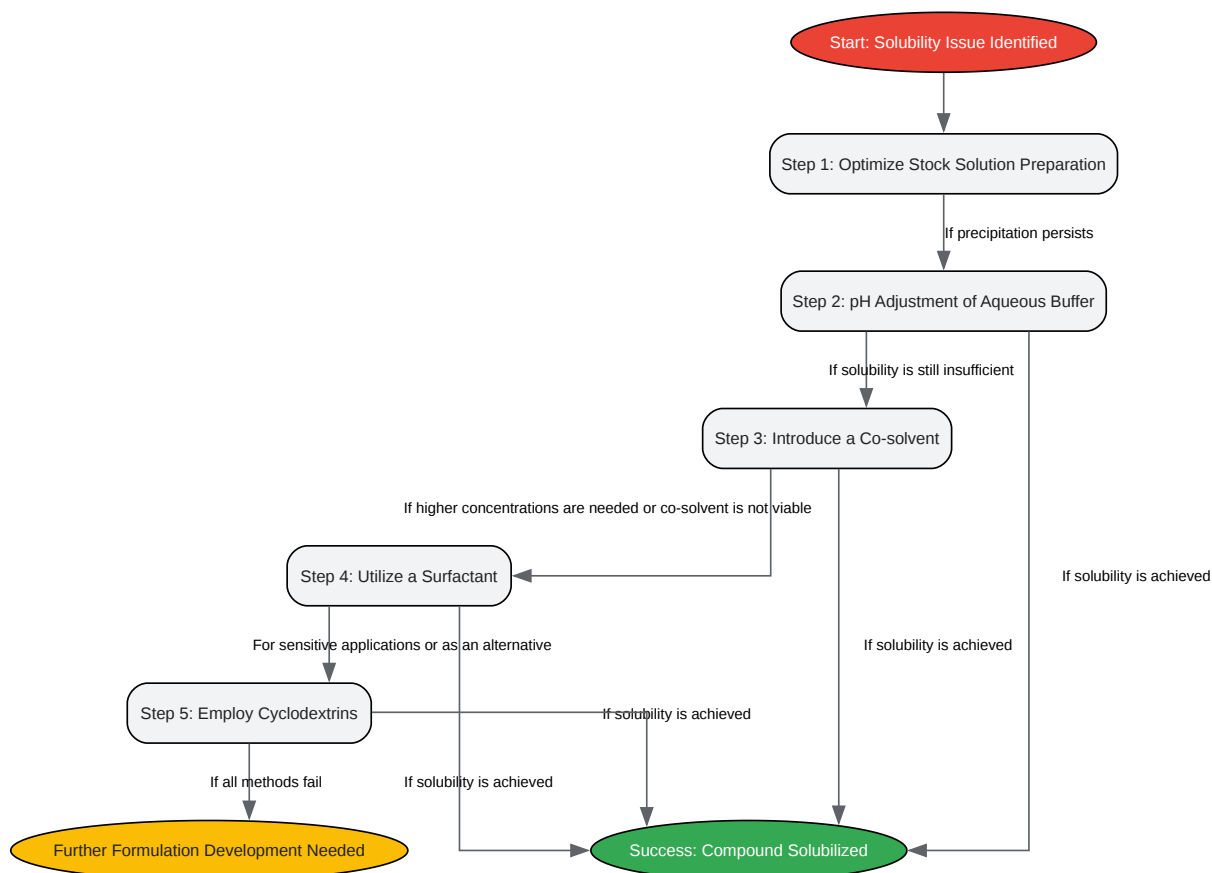 Start: Solubility Issue Identified
Step 1: Optimize Stock Solution Preparation
If precipitation persists
Step 2: pH Adjustment of Aqueous Buffer
If solubility is still insufficient
Step 3: Introduce a Co-solvent
If higher concentrations are needed or co-solvent is not viable
Step 4: Utilize a Surfactant
If solubility is achieved
For sensitive applications or as an alternative
If solubility is achieved
Step 5: Employ Cyclodextrins
If solubility is achieved
If all methods fail
If solubility is achieved
Further Formulation Development Needed
Success: Compound Solubilized